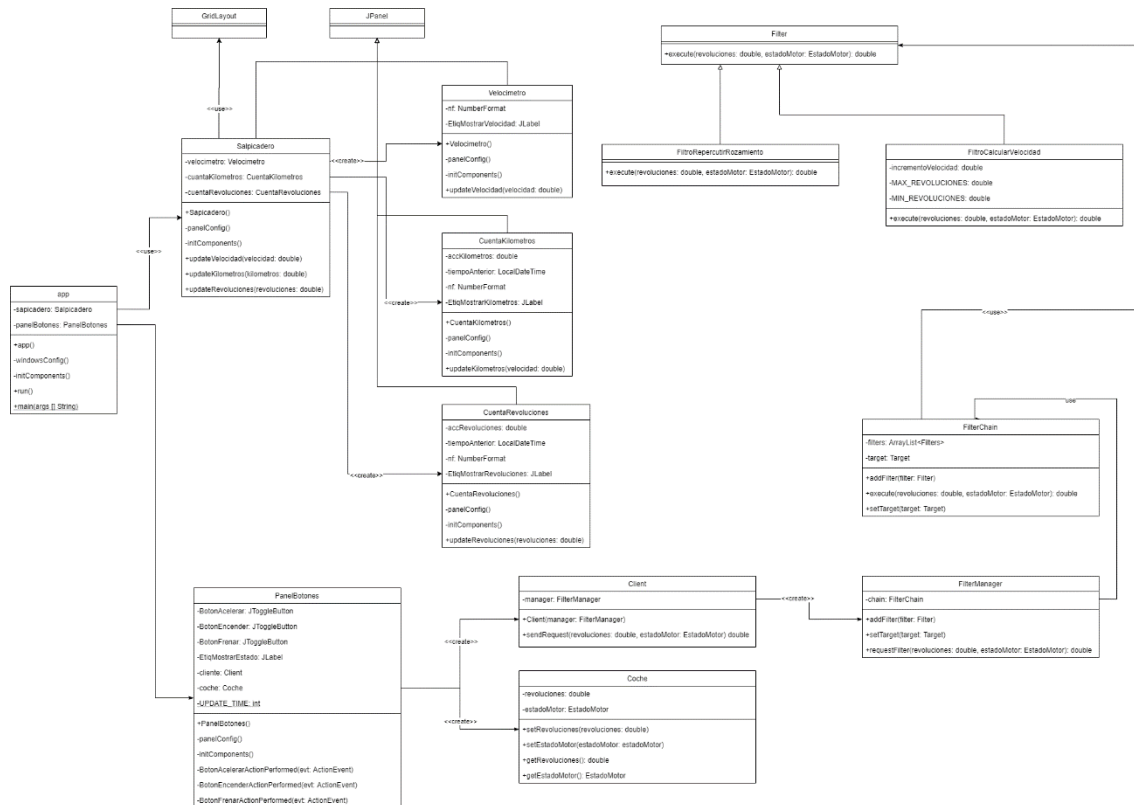 GridLayout
JPanel
Filter
+execute(revoluciones: double, estadoMotor: EstadoMotor): double
<<use>>
Velocimetro
-nf: NumberFormat
-EtiqMostrarVelocidad: JLabel
+Velocimetro()
-panelConfig()
-initComponents()
+updateVelocidad(velocidad: double)
Salpicadero
-velocimetro: Velocimetro
-cuantaKilometros: CuentaKilometros
-cuentaRevoluciones: CuentaRevoluciones
+Sapicadero()
-panelConfig()
-initComponents()
+updateVelocidad(velocidad: double)
+updateKilometros(kilometros: double)
+updateRevoluciones(revoluciones: double)
<<create>>
<<create>>
<<create>>
FiltroRepercutirRozamiento
+execute(revoluciones: double, estadoMotor: EstadoMotor): double
FiltroCalcularVelocidad
-incrementoVelocidad: double
-MAX_REVOLUCIONES: double
-MIN_REVOLUCIONES: double
+execute(revoluciones: double, estadoMotor: EstadoMotor): double
CuentaKilometros
-accKilometros: double
-tiempoAnterior: LocalDateTime
-nf: NumberFormat
-EtiqMostrarKilometros: JLabel
+CuentaKilometros()
-panelConfig()
-initComponents()
+updateKilometros(velocidad: double)
<<use>>
app
-sapicadero: Salpicadero
-panelBotones: PanelBotones
+app()
-windowsConfig()
-initComponents()
+run()
+main(args [] String)
<<use>>
CuentaRevoluciones
-accRevoluciones: double
-tiempoAnterior: LocalDateTime
-nf: NumberFormat
-EtiqMostrarRevoluciones: JLabel
+CuentaRevoluciones()
-panelConfig()
-initComponents()
+updateRevoluciones(revoluciones: double)
use
FilterChain
-filters: ArrayList<Filters>
-target: Target
+addFilter(filter: Filter)
+execute(revoluciones: double, estadoMotor: EstadoMotor): double
+setTarget(target: Target)
PanelBotones
-BotonAcelerar: JToggleButton
-BotonEncender: JToggleButton
-BotonFrenar: JToggleButton
-EtiqMostrarEstado: JLabel
-cliente: Client
-coche: Coche
-UPDATE_TIME: int
+PanelBotones()
-panelConfig()
-initComponents()
-BotonAcelerarActionPerformed(evt: ActionEvent)
-BotonEncenderActionPerformed(evt: ActionEvent)
-BotonFrenarActionPerformed(evt: ActionEvent)
<<create>>
<<create>>
Client
-manager: FilterManager
+Client(manager: FilterManager)
+sendRequest(revoluciones: double, estadoMotor: EstadoMotor) double
<<create>>
FilterManager
-chain: FilterChain
+addFilter(filter: Filter)
+setTarget(target: Target)
+requestFilter(revoluciones: double, estadoMotor: EstadoMotor): double
Coche
-revoluciones: double
-estadoMotor: EstadoMotor
+setRevoluciones(revoluciones: double)
+setEstadoMotor(estadoMotor: estadoMotor)
+getRevoluciones(): double
+getEstadoMotor(): EstadoMotor